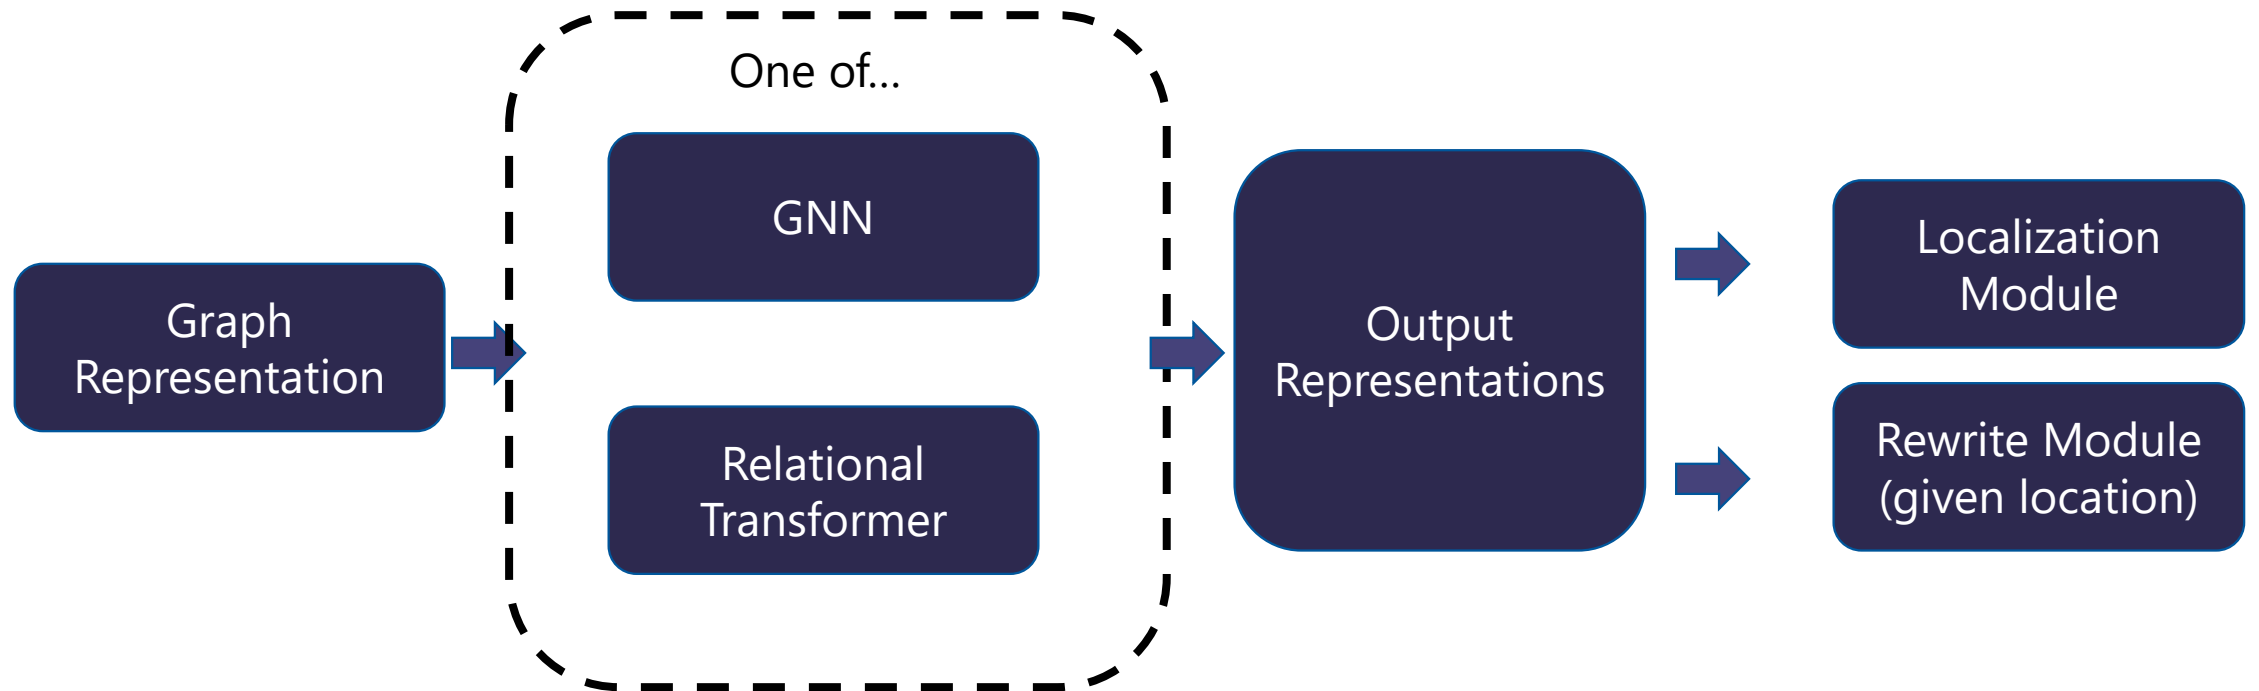 One of...
GNN
Graph
Representation
Relational
Transformer
Output
Representations
Localization
Module
Rewrite Module
(given location)